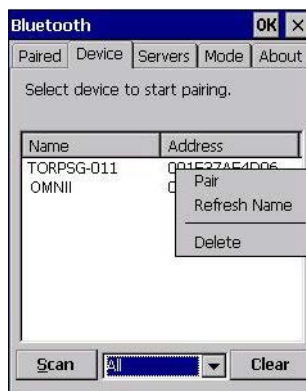 Bluetooth OK ×
Paired Device Servers Mode About
Select device to start pairing.
Name Address
TORPSG-011
OMNII
Pair
Refresh Name
Delete
Scan All Clear